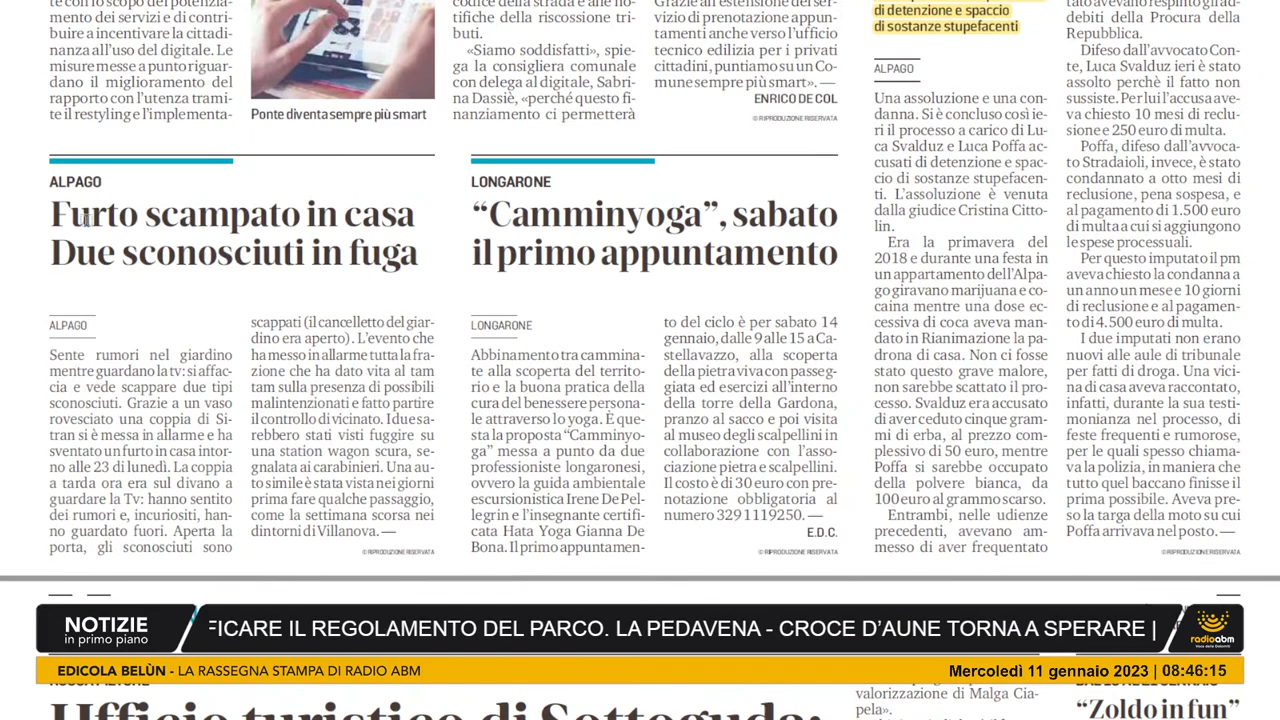 te con lo scopo del potenzia-
mento dei servizi e di contri-
buire a incentivare la cittadi-
nanza all'uso del digitale. Le
misure messe a punto riguar-
dano il miglioramento del
rapporto con l'utenza trami-
te il restyling e l'implementa-
Ponte diventa sempre più smart
codice della strada e alle no-
tifiche della riscossione tri-
buti.
«Siamo soddisfatti», spie-
ga la consigliera comunale
con delega al digitale, Sabri-
na Dassiè, «perché questo fi-
nanziamento ci permetterà
Grazie all'estensione del ser-
vizio di prenotazione appun-
tamenti anche verso l'ufficio
tecnico edilizia per i privati
cittadini, puntiamo su un Co-
mune sempre più smart». —
ENRICO DE COL
© RIPRODUZIONE RISERVATA
ALPAGO
Furto scampato in casa
Due sconosciuti in fuga
ALPAGO
Sente rumori nel giardino
mentre guardano la tv: si affac-
cia e vede scappare due tipi
sconosciuti. Grazie a un vaso
rovesciato una coppia di Si-
tran si è messa in allarme e ha
sventato un furto in casa intor-
no alle 23 di lunedì. La coppia
a tarda ora era sul divano a
guardare la Tv: hanno sentito
dei rumori e, incuriositi, han-
no guardato fuori. Aperta la
porta, gli sconosciuti sono
scappati (il cancelletto del giar-
dino era aperto). L'evento che
ha messo in allarme tutta la fra-
zione che ha dato vita al tam
tam sulla presenza di possibili
malintenzionati e fatto partire
il controllo di vicinato. I due sa-
rebbero stati visti fuggire su
una station wagon scura, se-
gnalata ai carabinieri. Una au-
to simile è stata vista nei giorni
prima fare qualche passaggio,
come la settimana scorsa nei
dintorni di Villanova. —
© RIPRODUZIONE RISERVATA
LONGARONE
“Camminyoga”, sabato
il primo appuntamento
LONGARONE
Abbinamento tra cammina-
te alla scoperta del territo-
rio e la buona pratica della
cura del benessere persona-
le attraverso lo yoga. È que-
sta la proposta “Camminyo-
ga” messa a punto da due
professioniste longaronesi,
ovvero la guida ambientale
escursionistica Irene De Pel-
legrin e l'insegnante certifi-
cata Hata Yoga Gianna De
Bona. Il primo appuntamen-
to del ciclo è per sabato 14
gennaio, dalle 9 alle 15 a Ca-
stellavazzo, alla scoperta
della pietra viva con passeg-
giata ed esercizi all'interno
della torre della Gardona,
pranzo al sacco e poi visita
al museo degli scalpellini in
collaborazione con l'asso-
ciazione pietra e scalpellini.
Il costo è di 30 euro con pre-
notazione obbligatoria al
numero 329 1119250. —
E.D.C.
© RIPRODUZIONE RISERVATA
di detenzione e spaccio
di sostanze stupefacenti
ALPAGO
Una assoluzione e una con-
danna. Si è concluso così ie-
ri il processo a carico di Lu-
ca Svalduz e Luca Poffa ac-
cusati di detenzione e spac-
cio di sostanze stupefacen-
ti. L'assoluzione è venuta
dalla giudice Cristina Citto-
lin.
Era la primavera del
2018 e durante una festa in
un appartamento dell'Alpa-
go giravano marijuana e co-
caina mentre una dose ec-
cessiva di coca aveva man-
dato in Rianimazione la pa-
drona di casa. Non ci fosse
stato questo grave malore,
non sarebbe scattato il pro-
cesso. Svalduz era accusato
di aver ceduto cinque gram-
mi di erba, al prezzo com-
plessivo di 50 euro, mentre
Poffa si sarebbe occupato
della polvere bianca, da
100 euro al grammo scarso.
Entrambi, nelle udienze
precedenti, avevano am-
messo di aver frequentato
tato avevano respinto gli ad-
debiti della Procura della
Repubblica.
Difeso dall'avvocato Con-
te, Luca Svalduz ieri è stato
assolto perchè il fatto non
sussiste. Per lui l'accusa ave-
va chiesto 10 mesi di reclu-
sione e 250 euro di multa.
Poffa, difeso dall'avvoca-
to Stradaioli, invece, è stato
condannato a otto mesi di
reclusione, pena sospesa, e
al pagamento di 1.500 euro
di multa a cui si aggiungono
le spese processuali.
Per questo imputato il pm
aveva chiesto la condanna a
un anno un mese e 10 giorni
di reclusione e al pagamen-
to di 4.500 euro di multa.
I due imputati non erano
nuovi alle aule di tribunale
per fatti di droga. Una vici-
na di casa aveva raccontato,
infatti, durante la sua testi-
monianza nel processo, di
feste frequenti e rumorose,
per le quali spesso chiama-
va la polizia, in maniera che
tutto quel baccano finisse il
prima possibile. Aveva pre-
so la targa della moto su cui
Poffa arrivava nel posto. —
© RIPRODUZIONE RISERVATA
NOTIZIE
in primo piano
FICARE IL REGOLAMENTO DEL PARCO. LA PEDAVENA - CROCE D'AUNE TORNA A SPERARE |
radioabm
Voce delle Dolomiti
EDICOLA BELÙN - LA RASSEGNA STAMPA DI RADIO ABM
Mercoledì 11 gennaio 2023 | 08:46:15
valorizzazione di Malga Cia-
pela».
Ufficio turistico di Sottoguda:
“Zoldo in fun”